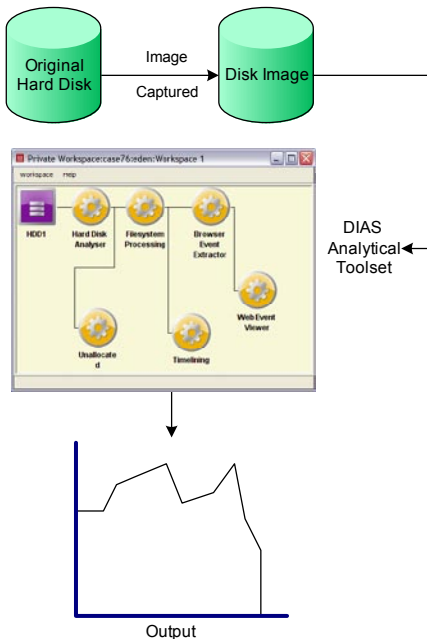 Original
Hard Disk
Image
Captured
Disk Image
Private Workspace:case76:eden:Workspace 1
Workspace Help
HDD1
Hard Disk
Analyser
Filesystem
Processing
Browser
Event
Extractor
Web Event
Viewer
Unallocate
d
Timelining
DIAS
Analytical
Toolset
Output